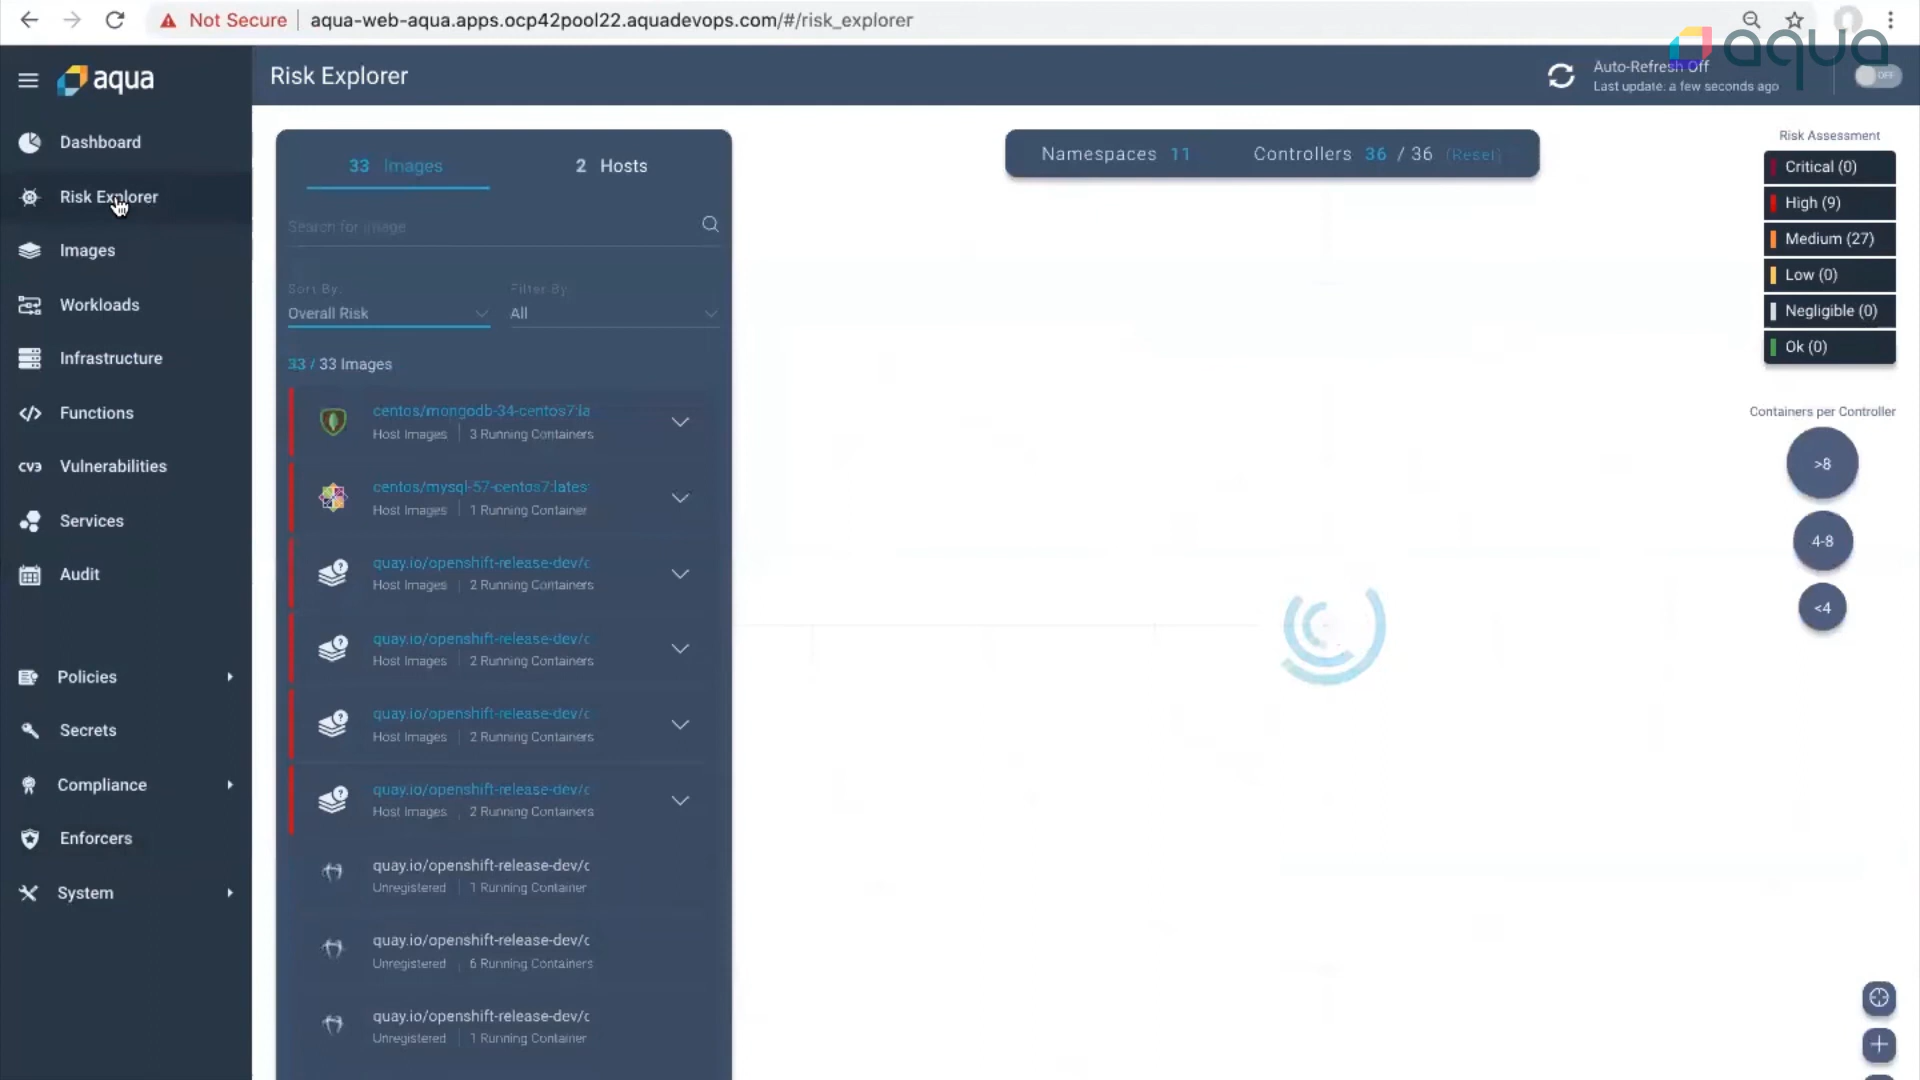 Not Secure
aqua-web-aqua.apps.ocp42pool22.aquadevops.com/#/risk_explorer
aqua
aqua
Risk Explorer
Auto-Refresh Off
Last update: a few seconds ago
OFF
Dashboard
Risk Explorer
Images
Workloads
Infrastructure
Functions
CVE Vulnerabilities
Services
Audit
Policies
Secrets
Compliance
Enforcers
System
33 Images
2 Hosts
Search for image
Sort By:
Filter By:
Overall Risk
All
33 / 33 Images
centos/mongodb-34-centos7:la
Host Images | 3 Running Containers
centos/mysql-57-centos7:lates
Host Images | 1 Running Container
quay.io/openshift-release-dev/c
Host Images | 2 Running Containers
quay.io/openshift-release-dev/c
Host Images | 2 Running Containers
quay.io/openshift-release-dev/c
Host Images | 2 Running Containers
quay.io/openshift-release-dev/c
Host Images | 2 Running Containers
quay.io/openshift-release-dev/c
Unregistered | 1 Running Container
quay.io/openshift-release-dev/c
Unregistered | 6 Running Containers
quay.io/openshift-release-dev/c
Unregistered | 1 Running Container
Namespaces 11
Controllers 36 / 36 (Reset)
Risk Assessment
Critical (0)
High (9)
Medium (27)
Low (0)
Negligible (0)
Ok (0)
Containers per Controller
>8
4-8
<4